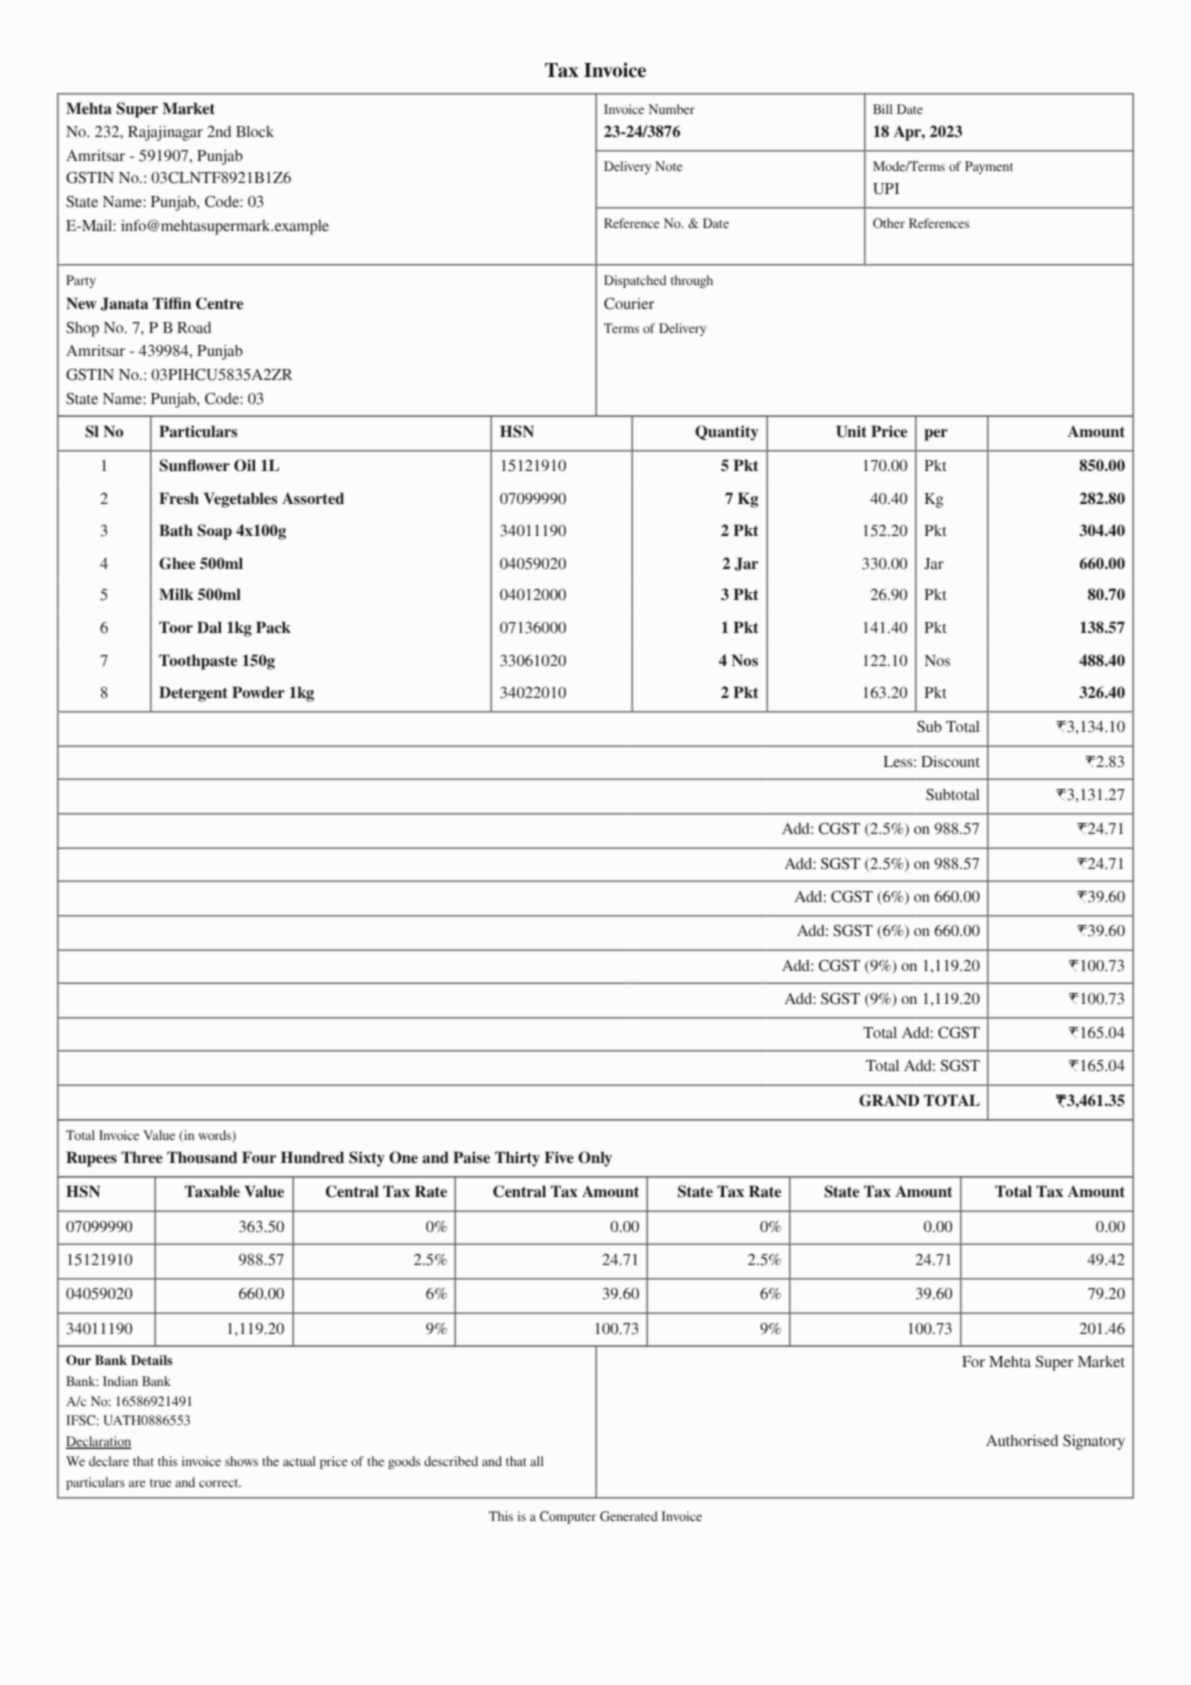 Tax Invoice
Mehta Super Market
No. 232, Rajajinagar 2nd Block
Amritsar - 591907, Punjab
GSTIN No.: 03CLNTF8921B1Z6
State Name: Punjab, Code: 03
E-Mail: info@mehtasupermark.example
Invoice Number
23-24/3876
Bill Date
18 Apr, 2023
Delivery Note
Mode/Terms of Payment
UPI
Reference No. & Date
Other References
Party
New Janata Tiffin Centre
Shop No. 7, P B Road
Amritsar - 439984, Punjab
GSTIN No.: 03PIHCU5835A2ZR
State Name: Punjab, Code: 03
Dispatched through
Courier
Terms of Delivery
Sl No Particulars HSN Quantity Unit Price per Amount
1 Sunflower Oil 1L 15121910 5 Pkt 170.00 Pkt 850.00
2 Fresh Vegetables Assorted 07099990 7 Kg 40.40 Kg 282.80
3 Bath Soap 4x100g 34011190 2 Pkt 152.20 Pkt 304.40
4 Ghee 500ml 04059020 2 Jar 330.00 Jar 660.00
5 Milk 500ml 04012000 3 Pkt 26.90 Pkt 80.70
6 Toor Dal 1kg Pack 07136000 1 Pkt 141.40 Pkt 138.57
7 Toothpaste 150g 33061020 4 Nos 122.10 Nos 488.40
8 Detergent Powder 1kg 34022010 2 Pkt 163.20 Pkt 326.40
Sub Total ₹3,134.10
Less: Discount ₹2.83
Subtotal ₹3,131.27
Add: CGST (2.5%) on 988.57 ₹24.71
Add: SGST (2.5%) on 988.57 ₹24.71
Add: CGST (6%) on 660.00 ₹39.60
Add: SGST (6%) on 660.00 ₹39.60
Add: CGST (9%) on 1,119.20 ₹100.73
Add: SGST (9%) on 1,119.20 ₹100.73
Total Add: CGST ₹165.04
Total Add: SGST ₹165.04
GRAND TOTAL ₹3,461.35
Total Invoice Value (in words)
Rupees Three Thousand Four Hundred Sixty One and Paise Thirty Five Only
HSN Taxable Value Central Tax Rate Central Tax Amount State Tax Rate State Tax Amount Total Tax Amount
07099990 363.50 0% 0.00 0% 0.00 0.00
15121910 988.57 2.5% 24.71 2.5% 24.71 49.42
04059020 660.00 6% 39.60 6% 39.60 79.20
34011190 1,119.20 9% 100.73 9% 100.73 201.46
Our Bank Details
Bank: Indian Bank
A/c No: 16586921491
IFSC: UATH0886553
Declaration
We declare that this invoice shows the actual price of the goods described and that all
particulars are true and correct.
For Mehta Super Market
Authorised Signatory
This is a Computer Generated Invoice